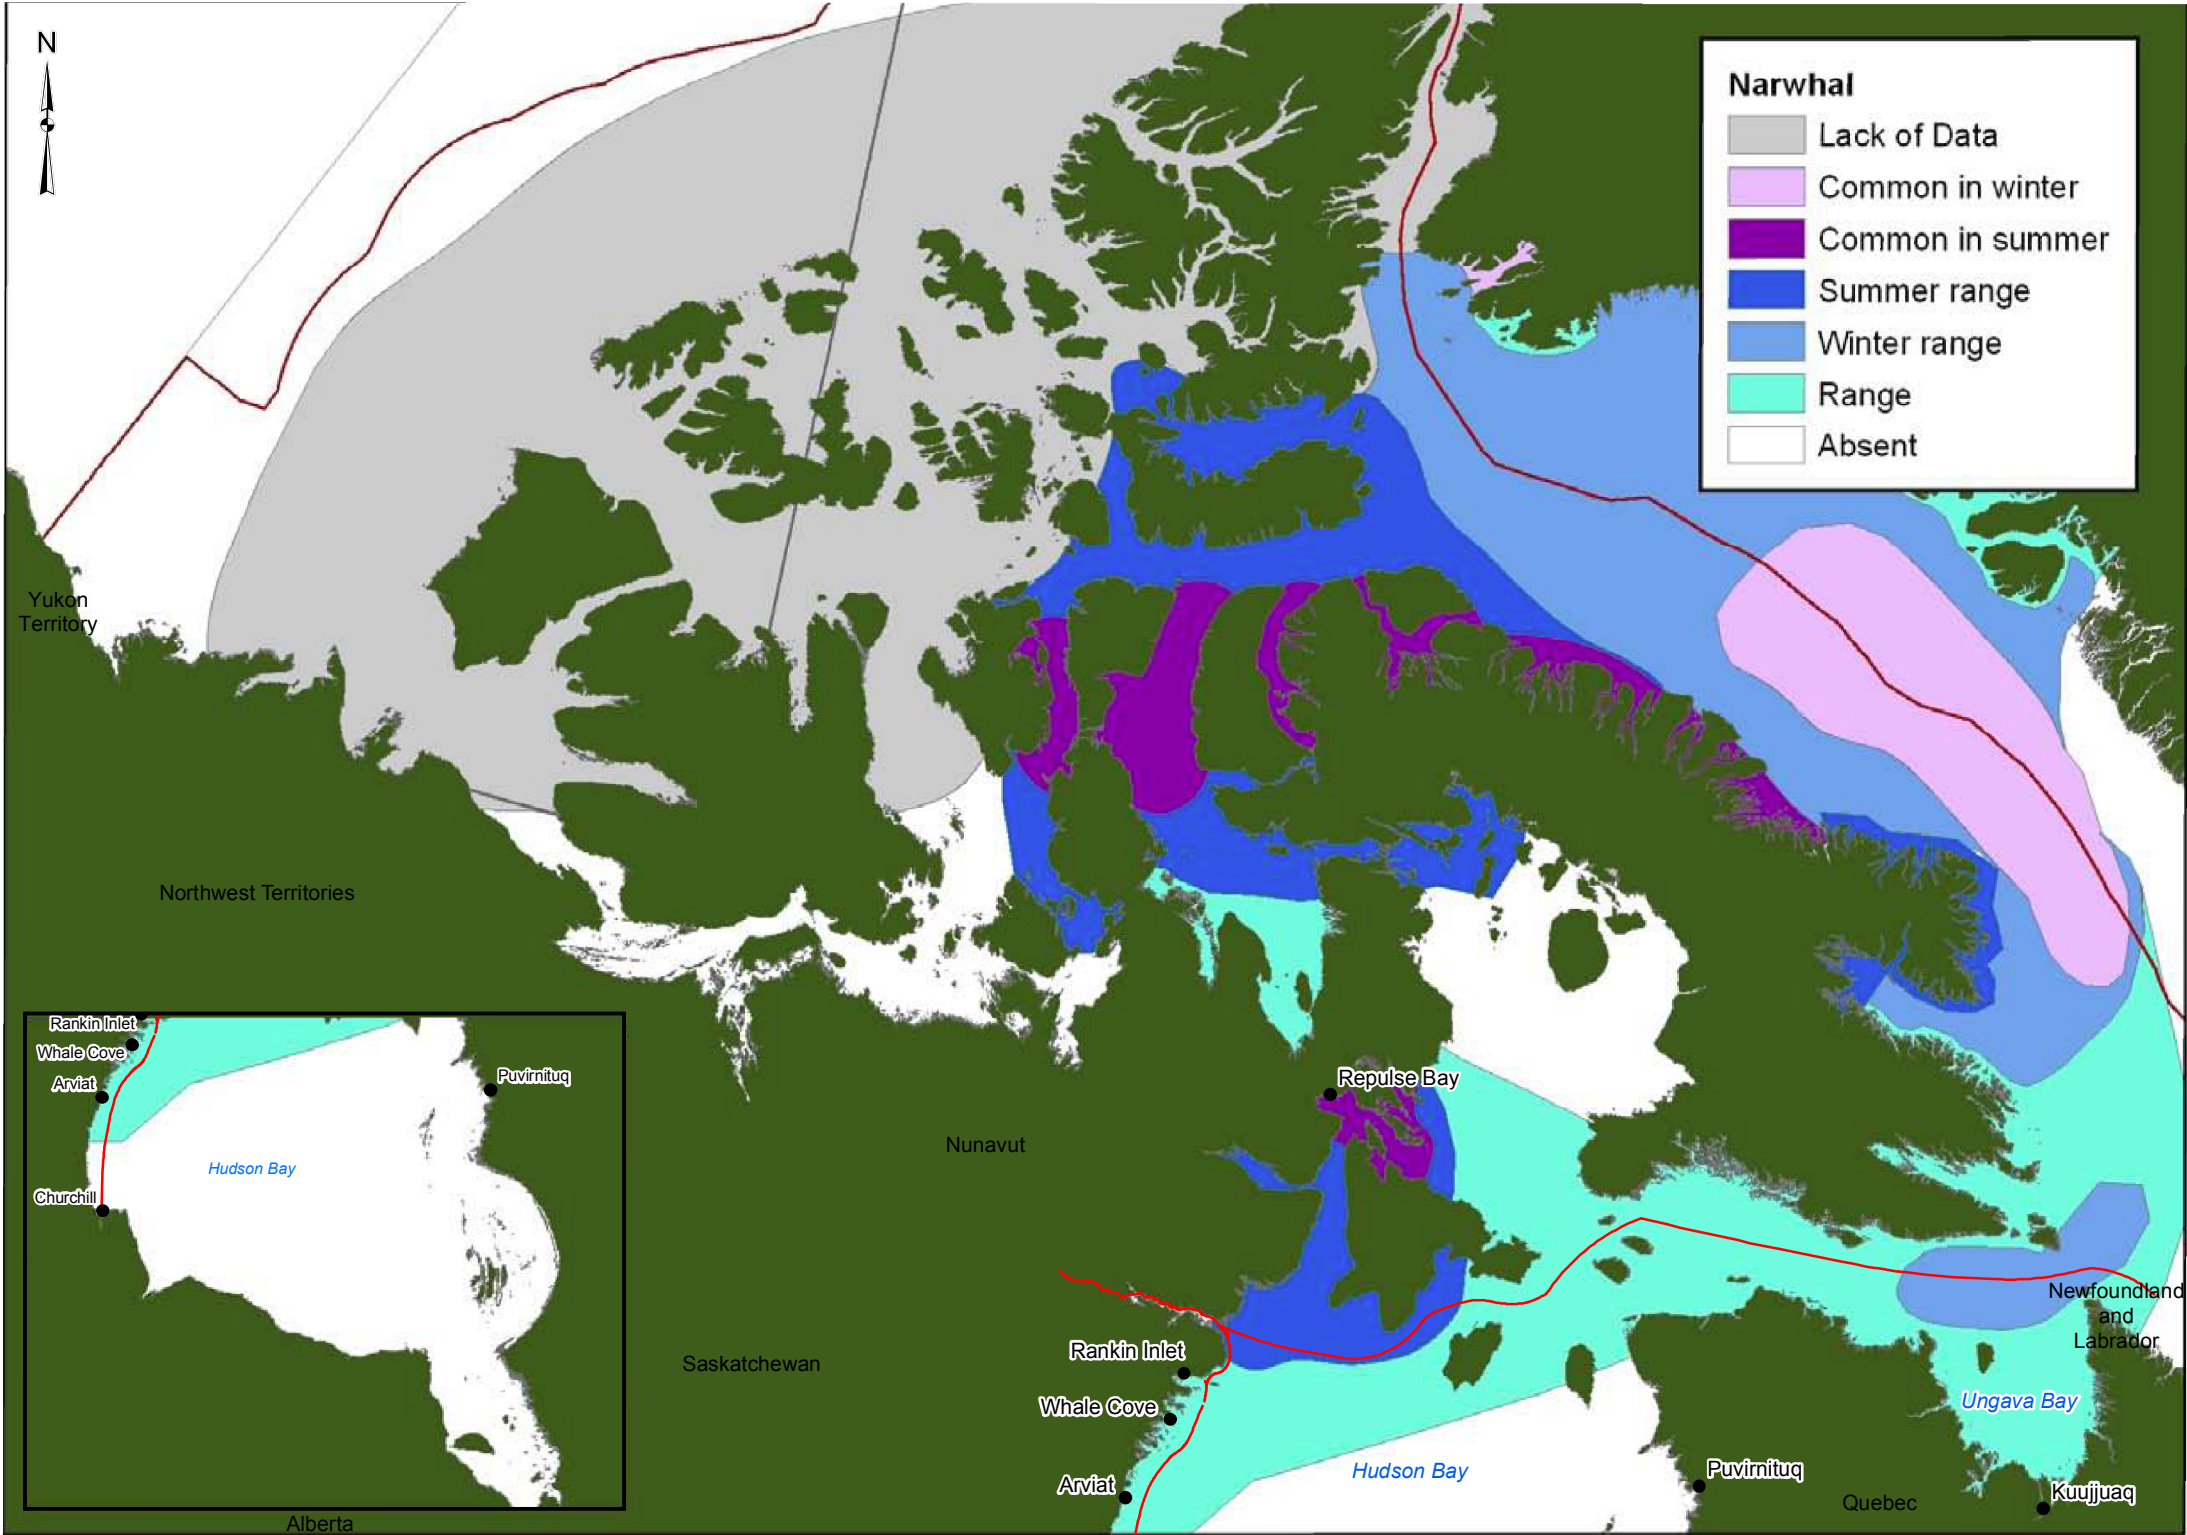 N
Narwhal
Lack of Data
Common in winter
Common in summer
Summer range
Winter range
Range
Absent
Yukon
Territory
Northwest Territories
Rankin Inlet
Whale Cove
Arviat
Puvirnituq
Hudson Bay
Churchill
Alberta
Repulse Bay
Nunavut
Saskatchewan
Rankin Inlet
Whale Cove
Arviat
Hudson Bay
Newfoundland
and
Labrador
Ungava Bay
Puvirnituq
Quebec
Kuujjuaq